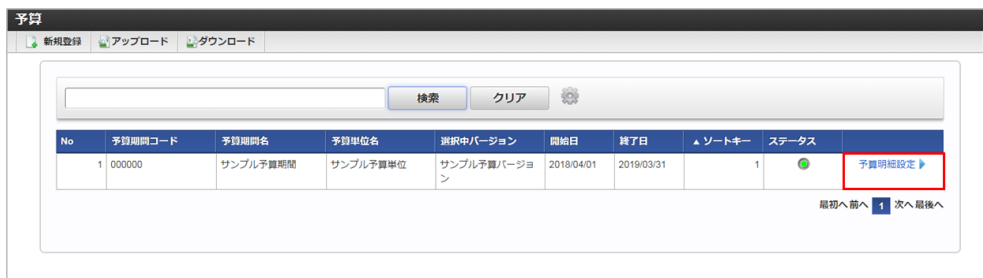 予算
新規登録 アップロード ダウンロード
検索 クリア
No 予算期間コード 予算期間名 予算単位名 選択中バージョン 開始日 終了日 ▲ ソートキー ステータス
1 000000 サンプル予算期間 サンプル予算単位 サンプル予算バージョ 2018/04/01 2019/03/31 1 予算明細設定
ン
最初へ 前へ 1 次へ 最後へ